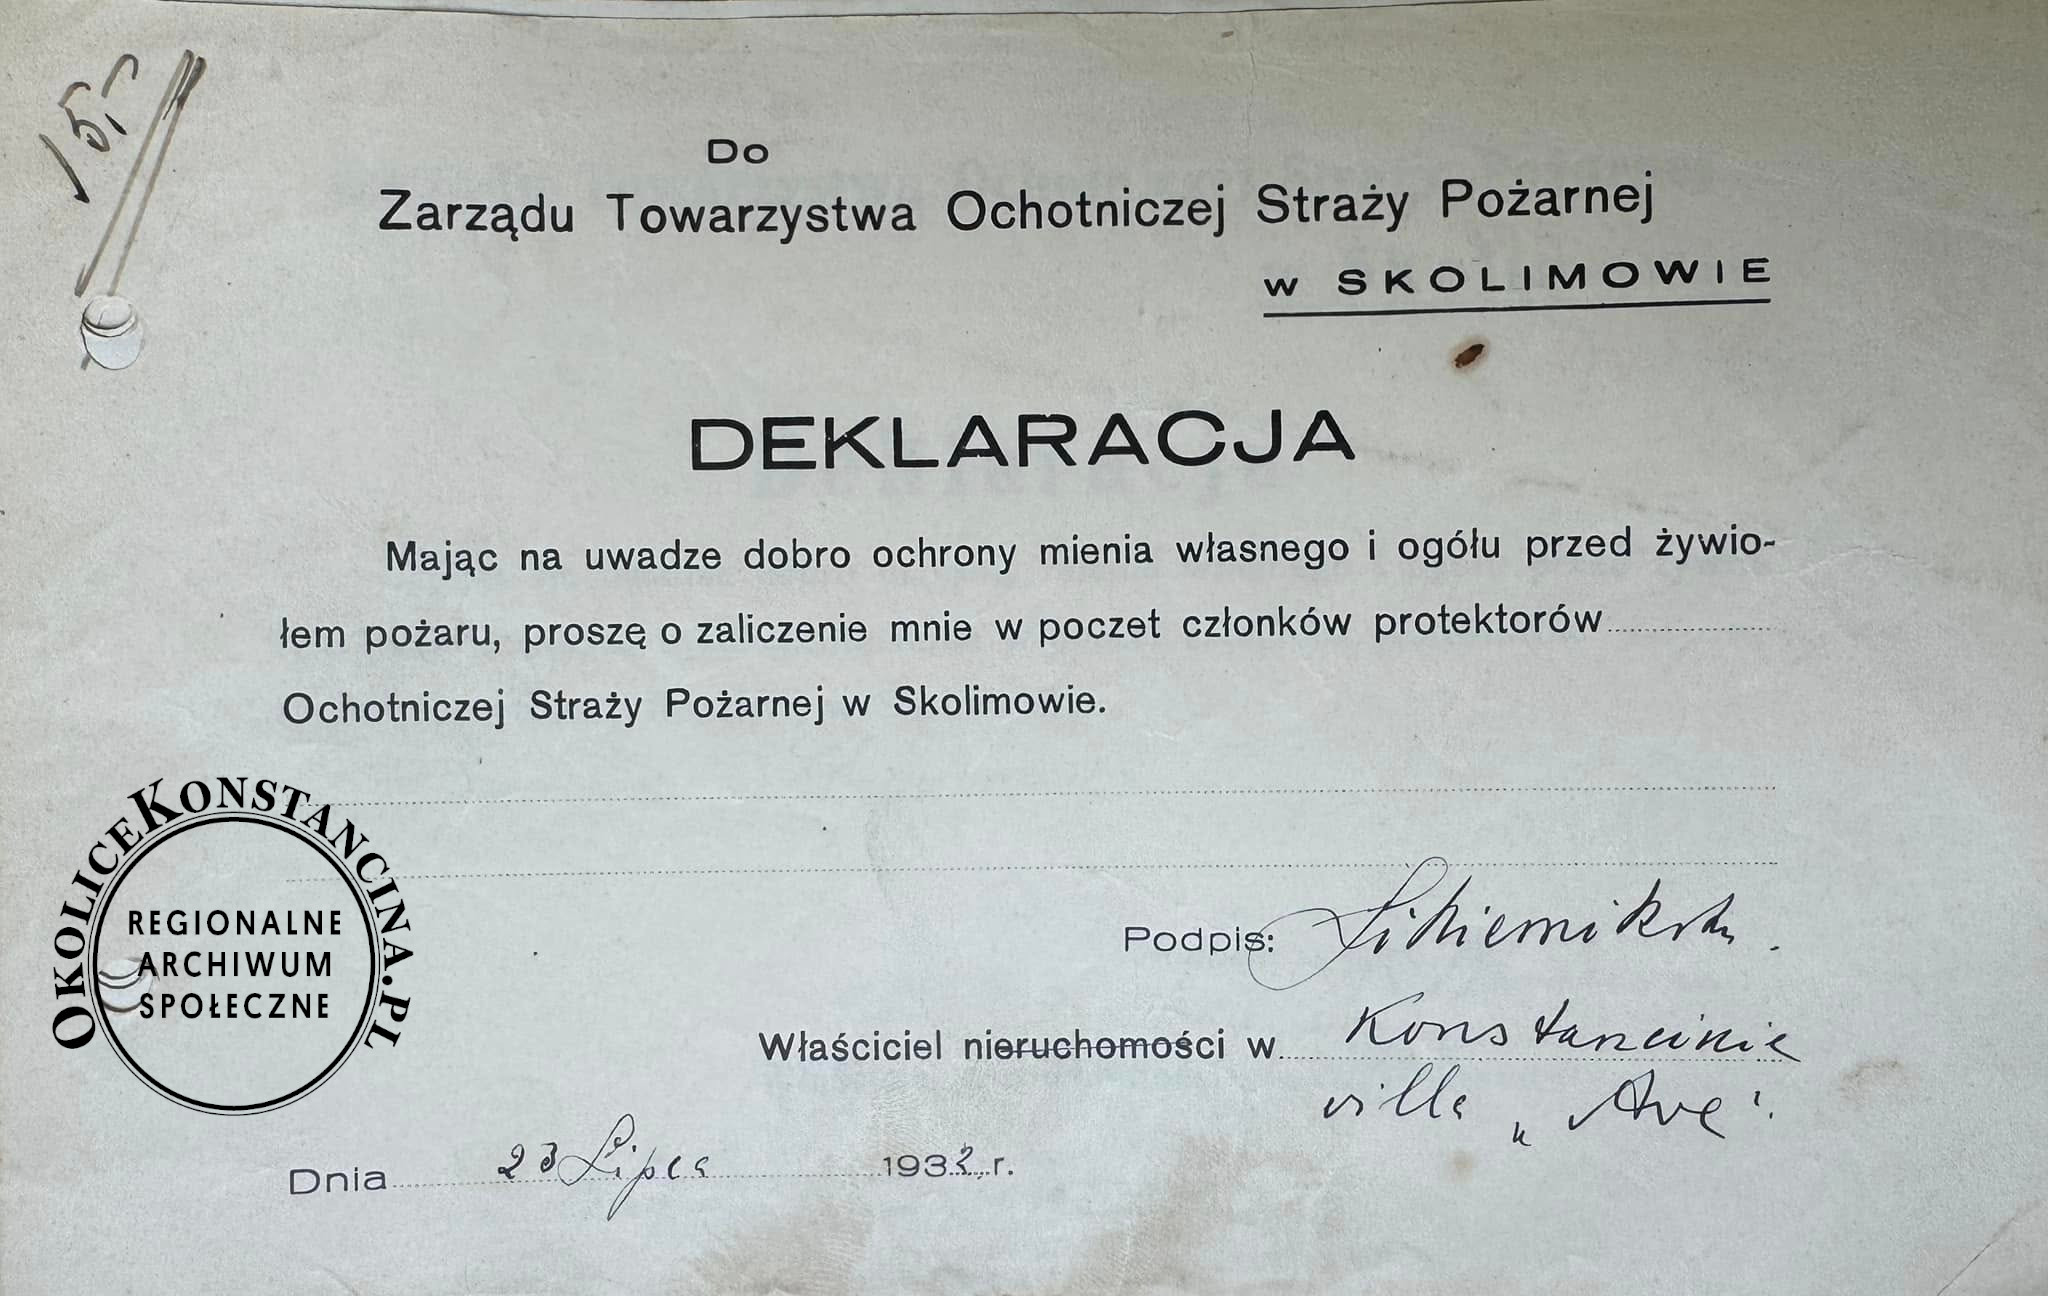 15,-
Do
Zarządu Towarzystwa Ochotniczej Straży Pożarnej
w SKOLIMOWIE
DEKLARACJA
Mając na uwadze dobro ochrony mienia własnego i ogółu przed żywio-
łem pożaru, proszę o zaliczenie mnie w poczet członków protektorów
Ochotniczej Straży Pożarnej w Skolimowie.
OKOLICEKONSTANCINA.PL
REGIONALNE
ARCHIWUM
SPOŁECZNE
Podpis:
Właściciel nieruchomości w Konstancinie
villa „Ave".
Dnia 23 Lipca 1932 r.